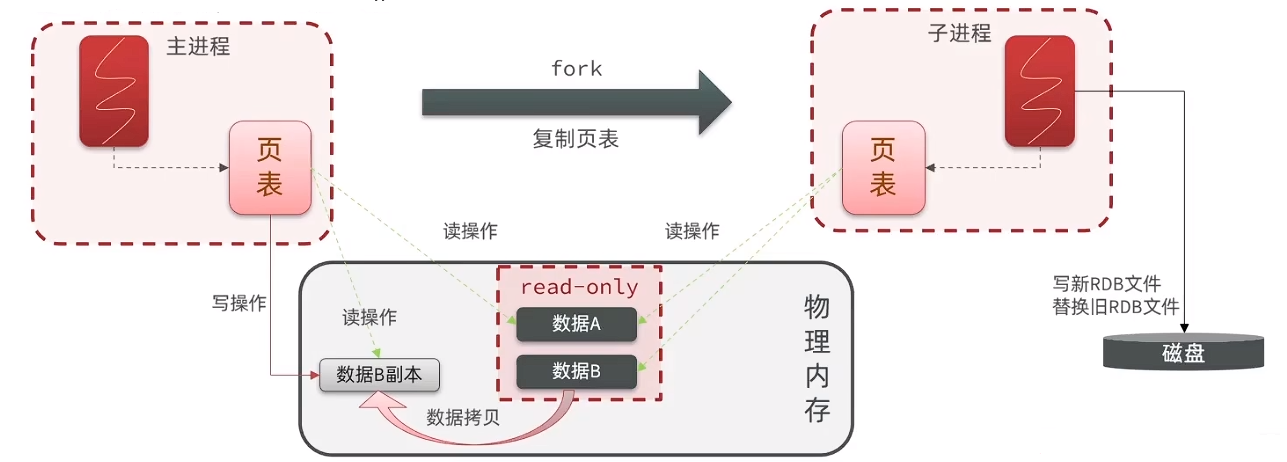 主进程
页
表
fork
复制页表
子进程
页
表
读操作
读操作
写操作
读操作
read-only
数据A
数据B
数据B副本
数据拷贝
物
理
内
存
写新RDB文件
替换旧RDB文件
磁盘